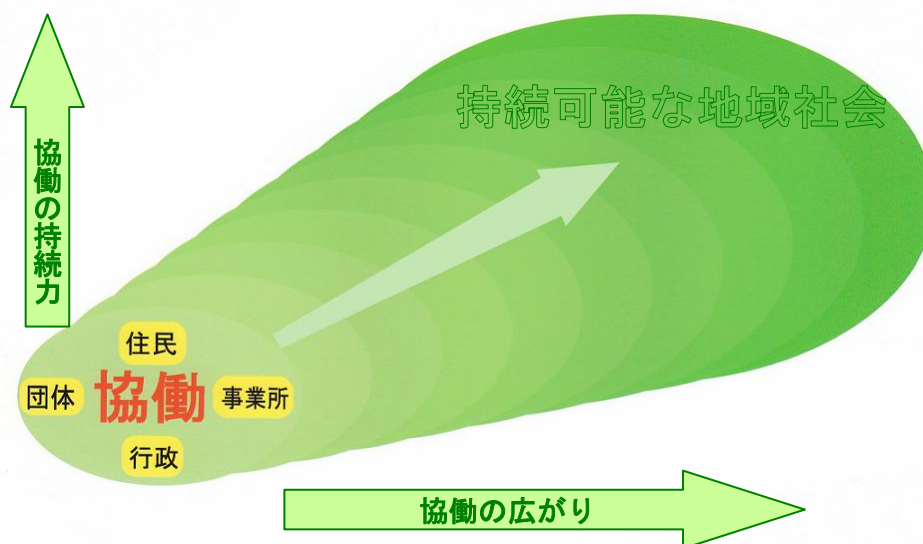 持続可能な地域社会
協働の持続力
住民
団体
協働
事業所
行政
協働の広がり